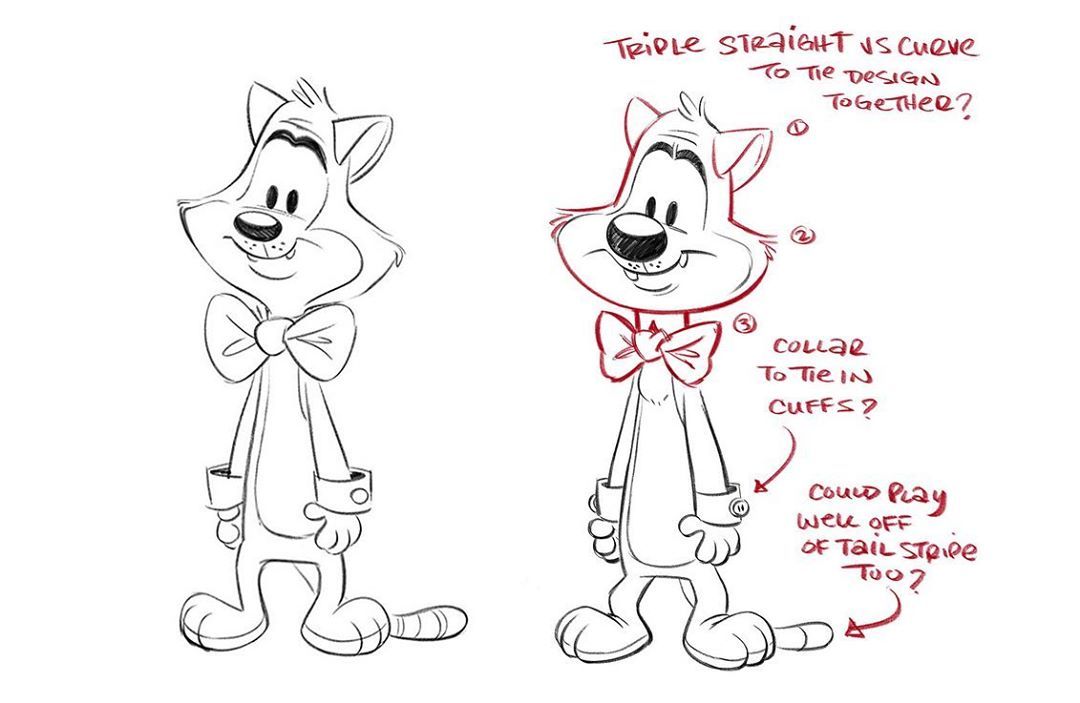 TRIPLE STRAIGHT VS CURVE
TO TIE DESIGN
TOGETHER?
1
2
3
COLLAR
TO TIE IN
CUFFS?
COULD PLAY
WELL OFF
OF TAIL STRIPE
TOO?